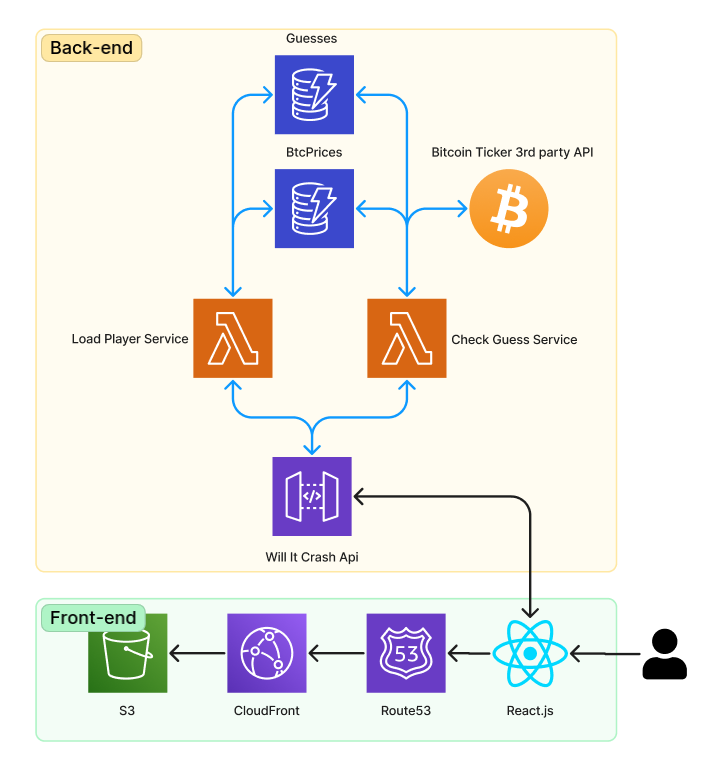 Back-end
Guesses
BtcPrices
Bitcoin Ticker 3rd party API
Load Player Service
Check Guess Service
</>
Will It Crash Api
Front-end
53
S3
CloudFront
Route53
React.js